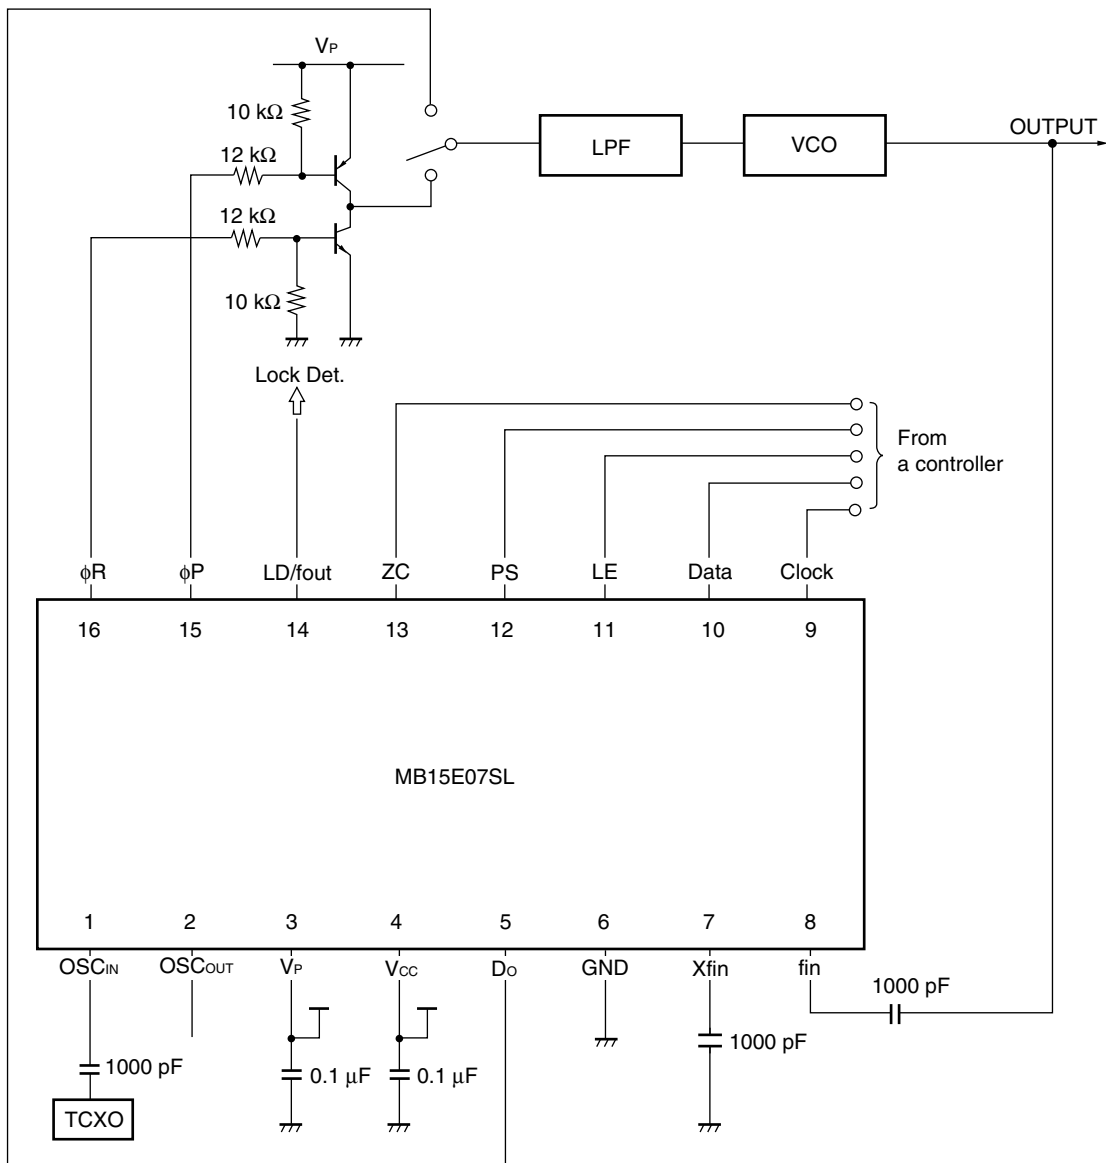 VP
10 kΩ
12 kΩ
12 kΩ
10 kΩ
LPF
VCO
OUTPUT
Lock Det.
From
a controller
φR φP LD/fout ZC PS LE Data Clock
16 15 14 13 12 11 10 9
MB15E07SL
1 2 3 4 5 6 7 8
OSCIN OSCOUT VP VCC DO GND Xfin fin
1000 pF
1000 pF
1000 pF
0.1 μF
0.1 μF
TCXO